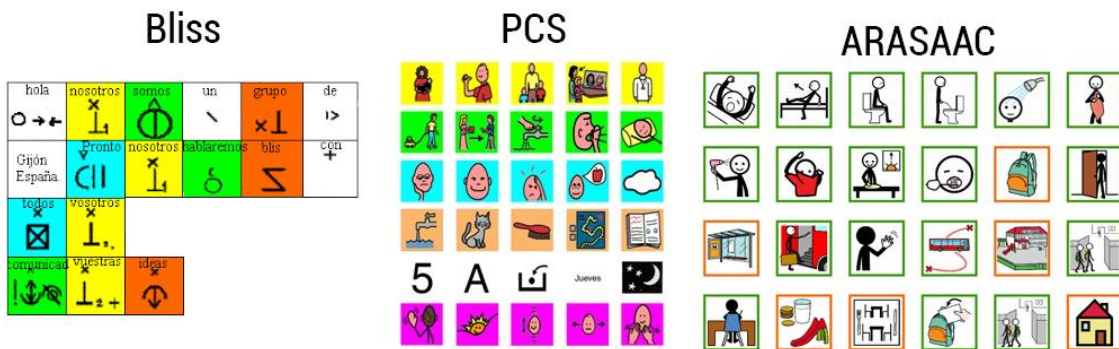 Bliss
PCS
ARASAAC
hola nosotros somos un grupo de
Gijón España. Pronto nosotros hablaremos blis con
todos vosotros
comunicad vuestras ideas
5 A Jueves